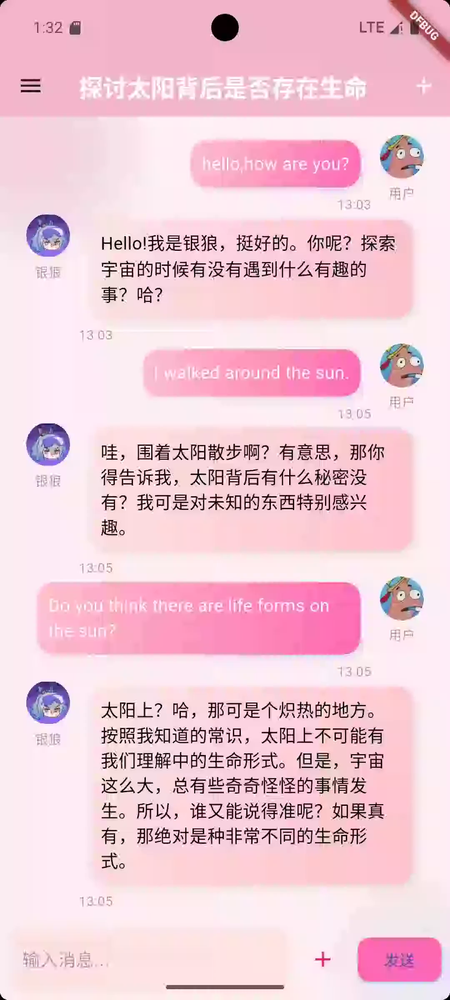 1:32
LTE
DEBUG
探讨太阳背后是否存在生命
hello,how are you?
用户
13:03
银狼
Hello!我是银狼，挺好的。你呢？探索
宇宙的时候有没有遇到什么有趣的
事？哈？
13:03
I walked around the sun.
用户
13:05
银狼
哇，围着太阳散步啊？有意思，那你
得告诉我，太阳背后有什么秘密没
有？我可是对未知的东西特别感兴
趣。
13:05
Do you think there are life forms on
the sun?
用户
13:05
银狼
太阳上？哈，那可是个炽热的地方。
按照我知道的常识，太阳上不可能有
我们理解中的生命形式。但是，宇宙
这么大，总有些奇奇怪怪的事情发
生。所以，谁又能说得准呢？如果真
有，那绝对是种非常不同的生命形
式。
13:05
输入消息...
发送